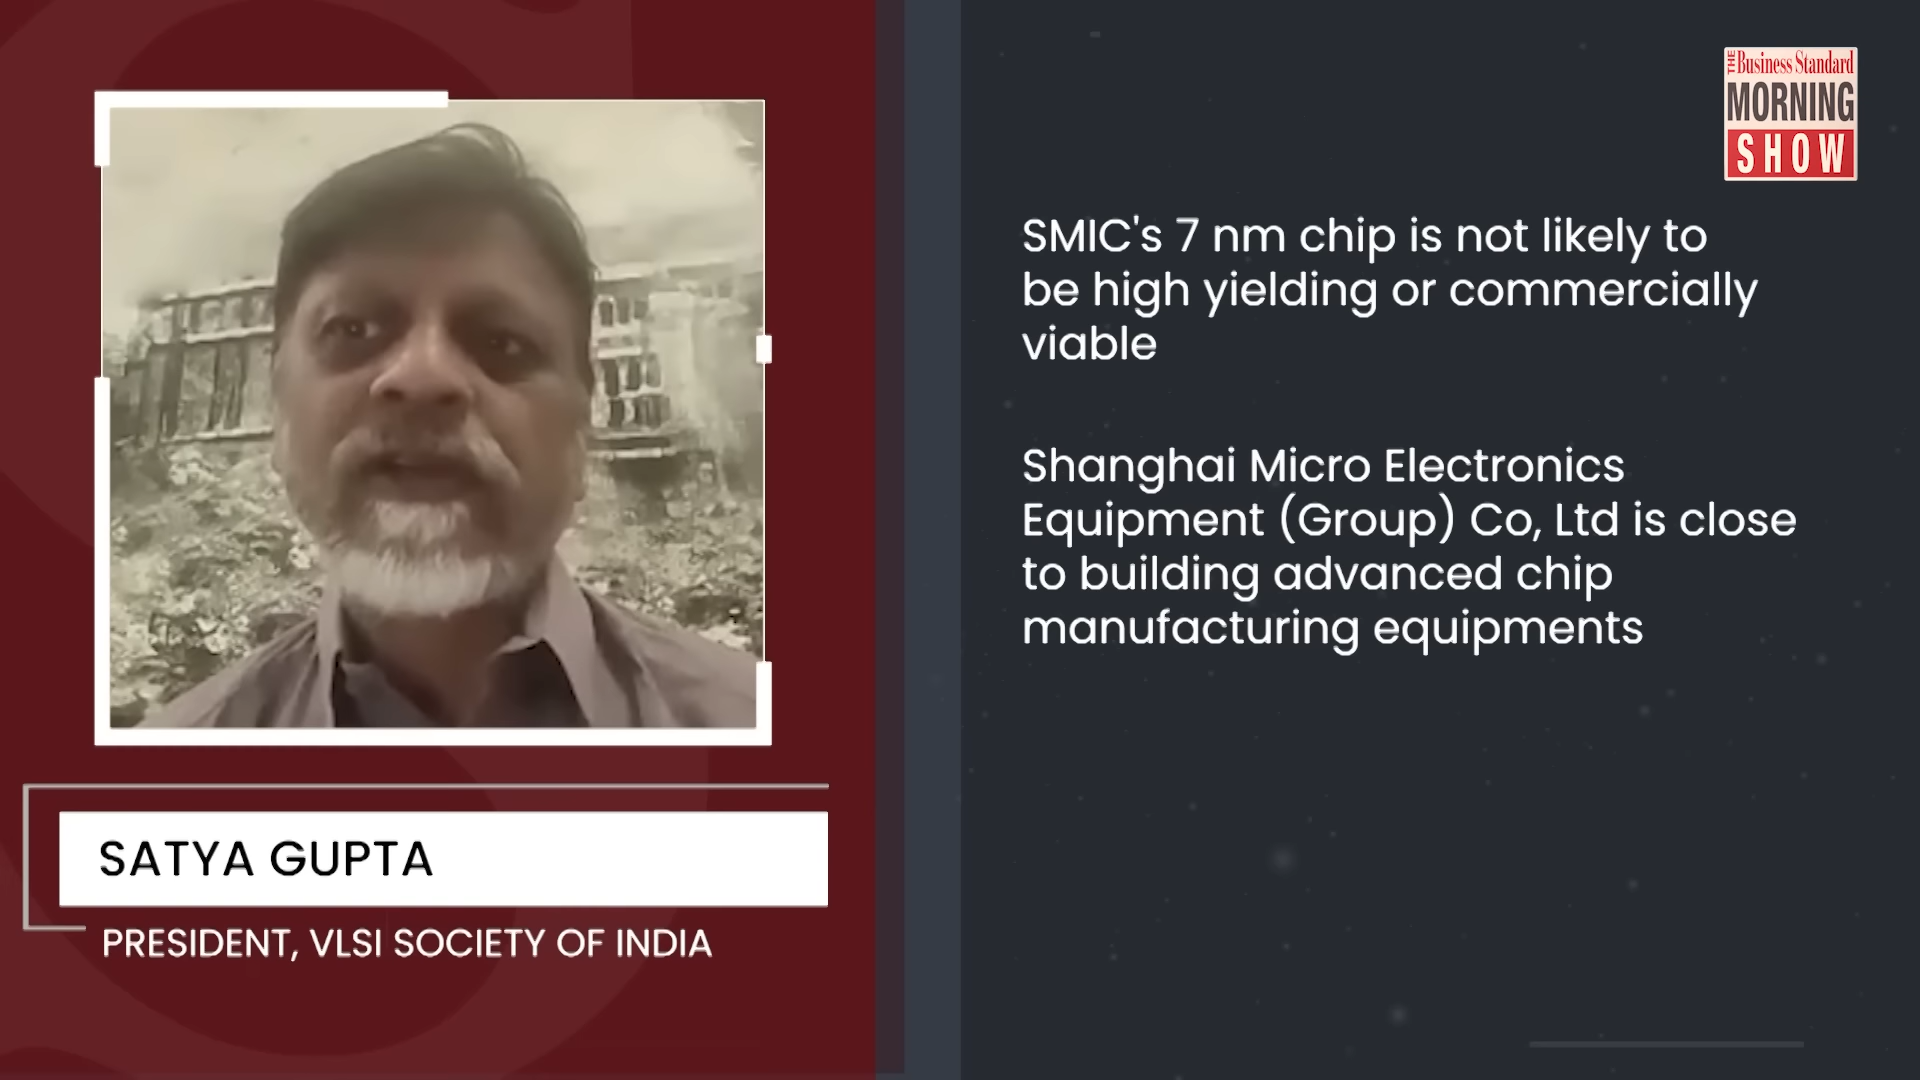 THE Business Standard
MORNING
SHOW
SMIC's 7 nm chip is not likely to
be high yielding or commercially
viable
Shanghai Micro Electronics
Equipment (Group) Co, Ltd is close
to building advanced chip
manufacturing equipments
SATYA GUPTA
PRESIDENT, VLSI SOCIETY OF INDIA